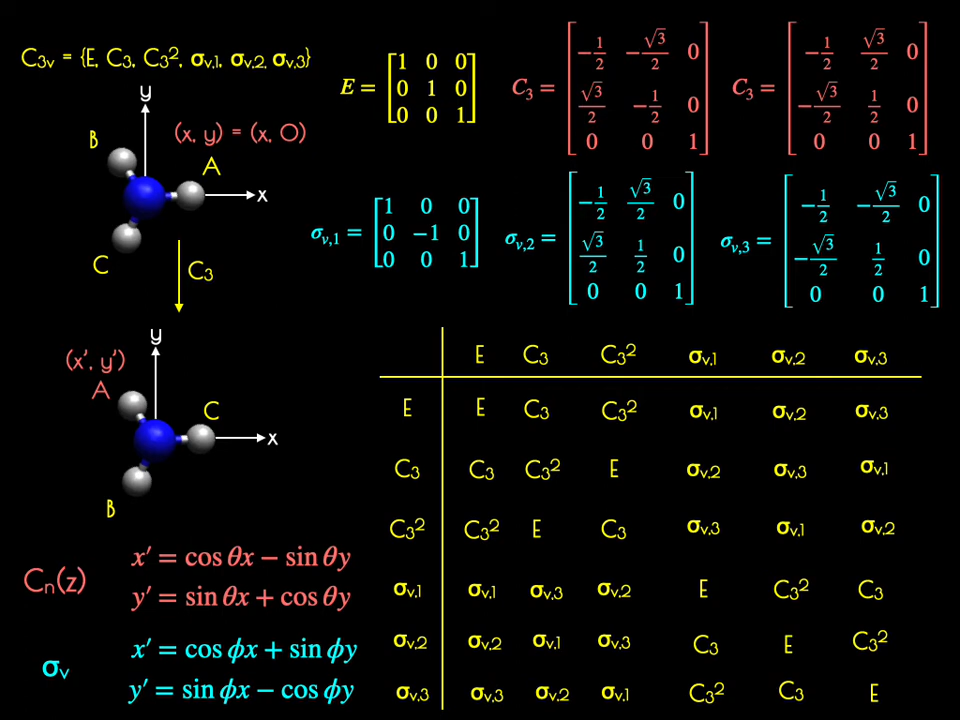 C₃ᵥ = {E, C₃, C₃², σᵥ,₁, σᵥ,₂, σᵥ,₃}
y
(x, y) = (x, 0)
B
A
x
C
C₃
E = [1 0 0; 0 1 0; 0 0 1]
C₃ = [-1/2 -√3/2 0; √3/2 -1/2 0; 0 0 1]
C₃ = [-1/2 √3/2 0; -√3/2 1/2 0; 0 0 1]
σᵥ,₁ = [1 0 0; 0 -1 0; 0 0 1]
σᵥ,₂ = [-1/2 √3/2 0; √3/2 1/2 0; 0 0 1]
σᵥ,₃ = [-1/2 -√3/2 0; -√3/2 1/2 0; 0 0 1]
y
(x', y')
A
C
x
B
Cₙ(z)
x' = cos θx − sin θy
y' = sin θx + cos θy
σᵥ
x' = cos ϕx + sin ϕy
y' = sin ϕx − cos ϕy
E C₃ C₃² σᵥ,₁ σᵥ,₂ σᵥ,₃
E E C₃ C₃² σᵥ,₁ σᵥ,₂ σᵥ,₃
C₃ C₃ C₃² E σᵥ,₂ σᵥ,₃ σᵥ,₁
C₃² C₃² E C₃ σᵥ,₃ σᵥ,₁ σᵥ,₂
σᵥ,₁ σᵥ,₁ σᵥ,₃ σᵥ,₂ E C₃² C₃
σᵥ,₂ σᵥ,₂ σᵥ,₁ σᵥ,₃ C₃ E C₃²
σᵥ,₃ σᵥ,₃ σᵥ,₂ σᵥ,₁ C₃² C₃ E